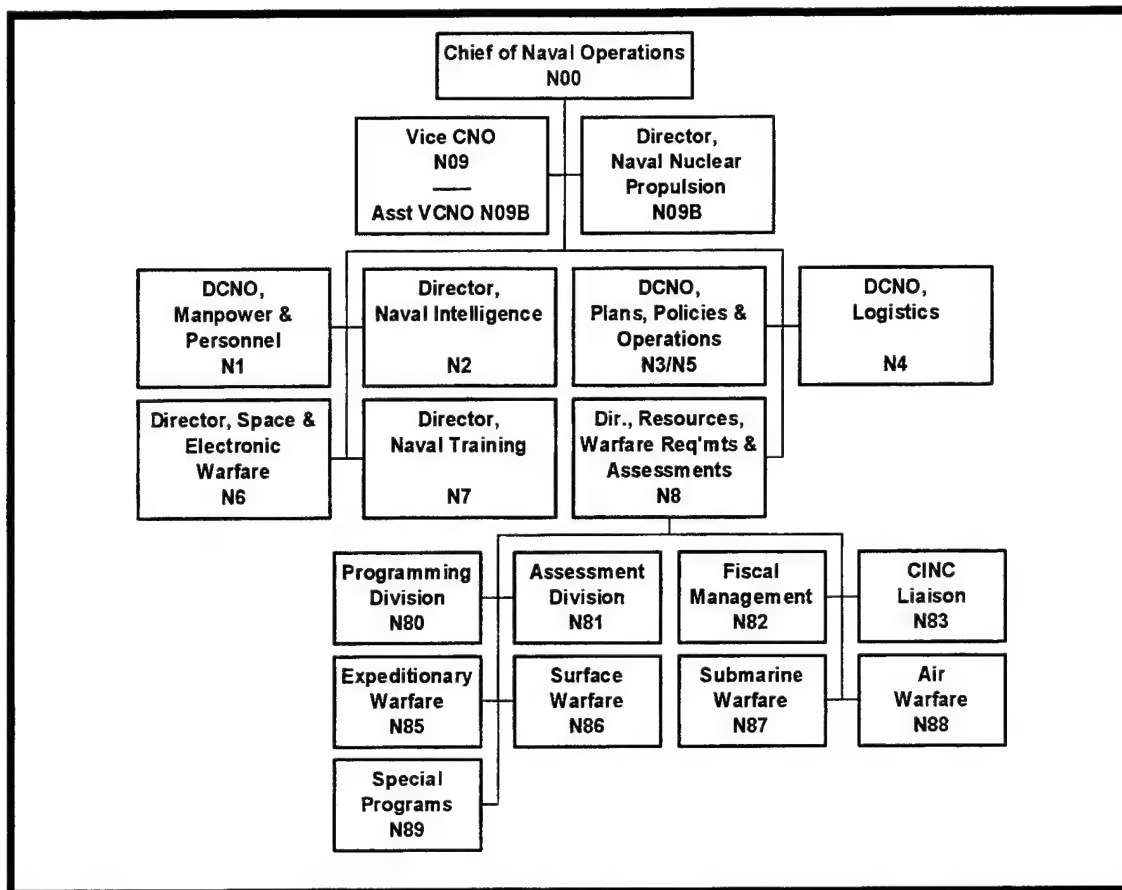 Chief of Naval Operations
N00
Vice CNO
N09
Asst VCNO N09B
Director,
Naval Nuclear
Propulsion
N09B
DCNO,
Manpower &
Personnel
N1
Director,
Naval Intelligence
N2
DCNO,
Plans, Policies &
Operations
N3/N5
DCNO,
Logistics
N4
Director, Space &
Electronic
Warfare
N6
Director,
Naval Training
N7
Dir., Resources,
Warfare Req'mts &
Assessments
N8
Programming
Division
N80
Assessment
Division
N81
Fiscal
Management
N82
CINC
Liaison
N83
Expeditionary
Warfare
N85
Surface
Warfare
N86
Submarine
Warfare
N87
Air
Warfare
N88
Special
Programs
N89